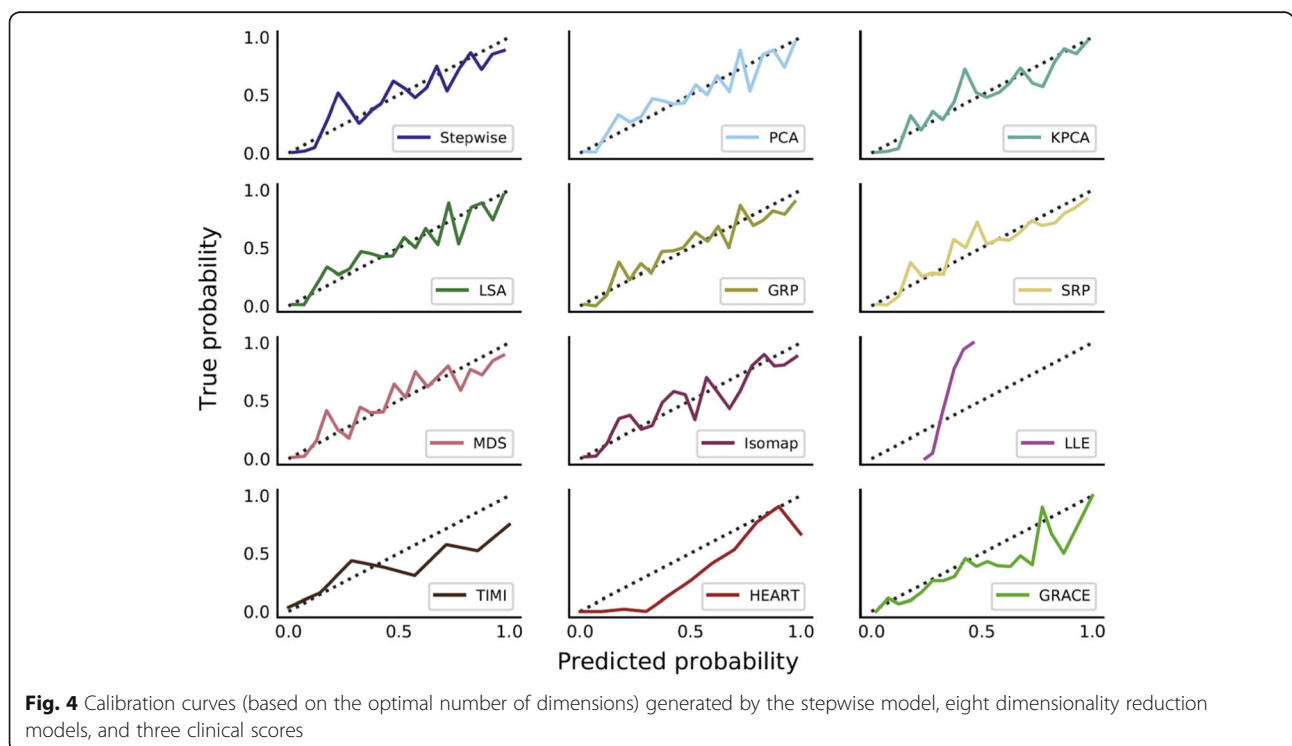 1.0
0.5
0.0
Stepwise
PCA
KPCA
1.0
0.5
0.0
LSA
GRP
SRP
True probability
1.0
0.5
0.0
MDS
Isomap
LLE
1.0
0.5
0.0
TIMI
HEART
GRACE
0.0 0.5 1.0
0.0 0.5 1.0
0.0 0.5 1.0
Predicted probability
Fig. 4 Calibration curves (based on the optimal number of dimensions) generated by the stepwise model, eight dimensionality reduction
models, and three clinical scores